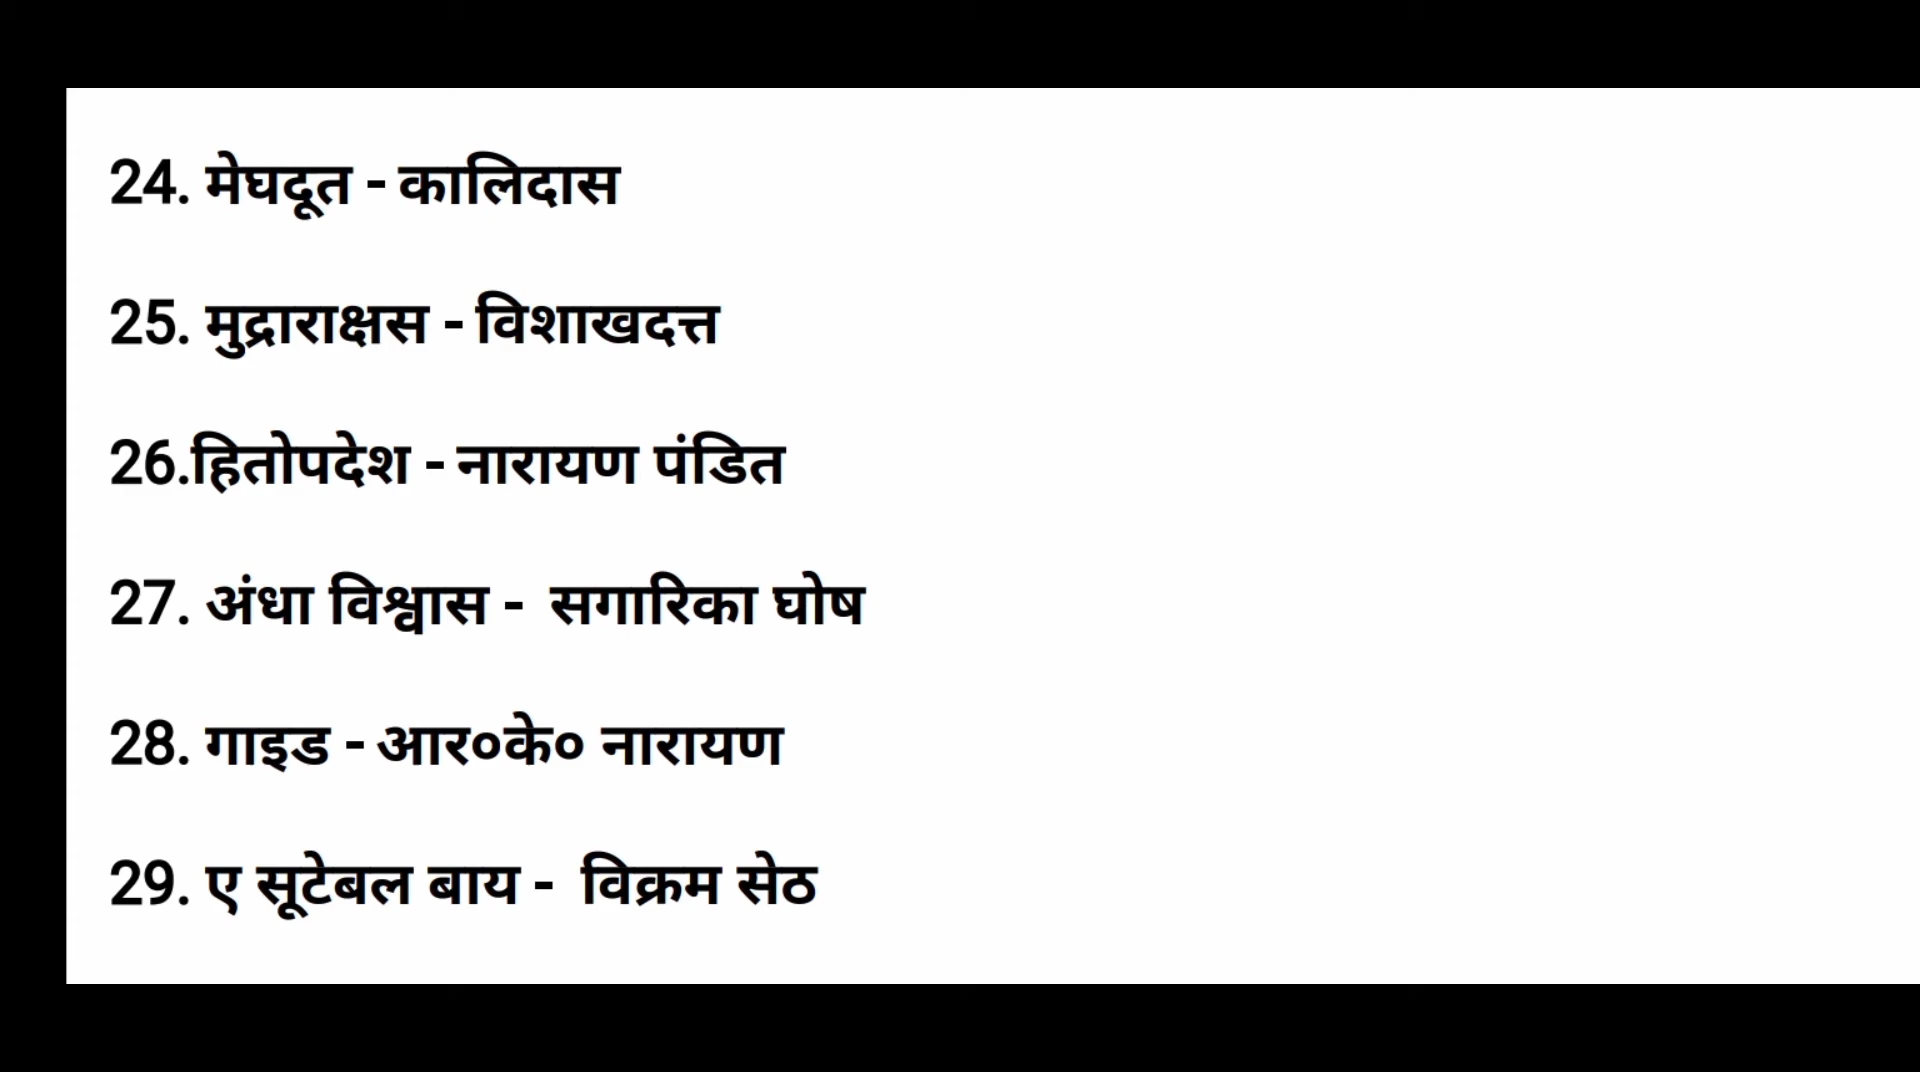 24. मेघदूत - कालिदास
25. मुद्राराक्षस - विशाखदत्त
26.हितोपदेश - नारायण पंडित
27. अंधा विश्वास - सगारिका घोष
28. गाइड - आर०के० नारायण
29. ए सूटेबल बाय - विक्रम सेठ